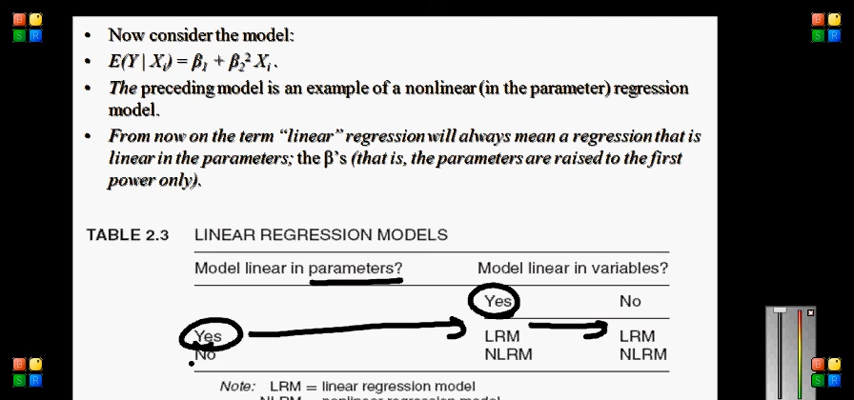 • Now consider the model:
• E(Y | Xi) = β1 + β2² Xi .
• The preceding model is an example of a nonlinear (in the parameter) regression
model.
• From now on the term “linear” regression will always mean a regression that is
linear in the parameters; the β’s (that is, the parameters are raised to the first
power only).
TABLE 2.3 LINEAR REGRESSION MODELS
Model linear in parameters? Model linear in variables?
Yes No
Yes LRM LRM
No NLRM NLRM
Note: LRM = linear regression model
NLRM = nonlinear regression model
B
S R
B
S R
B
S R
B
S R